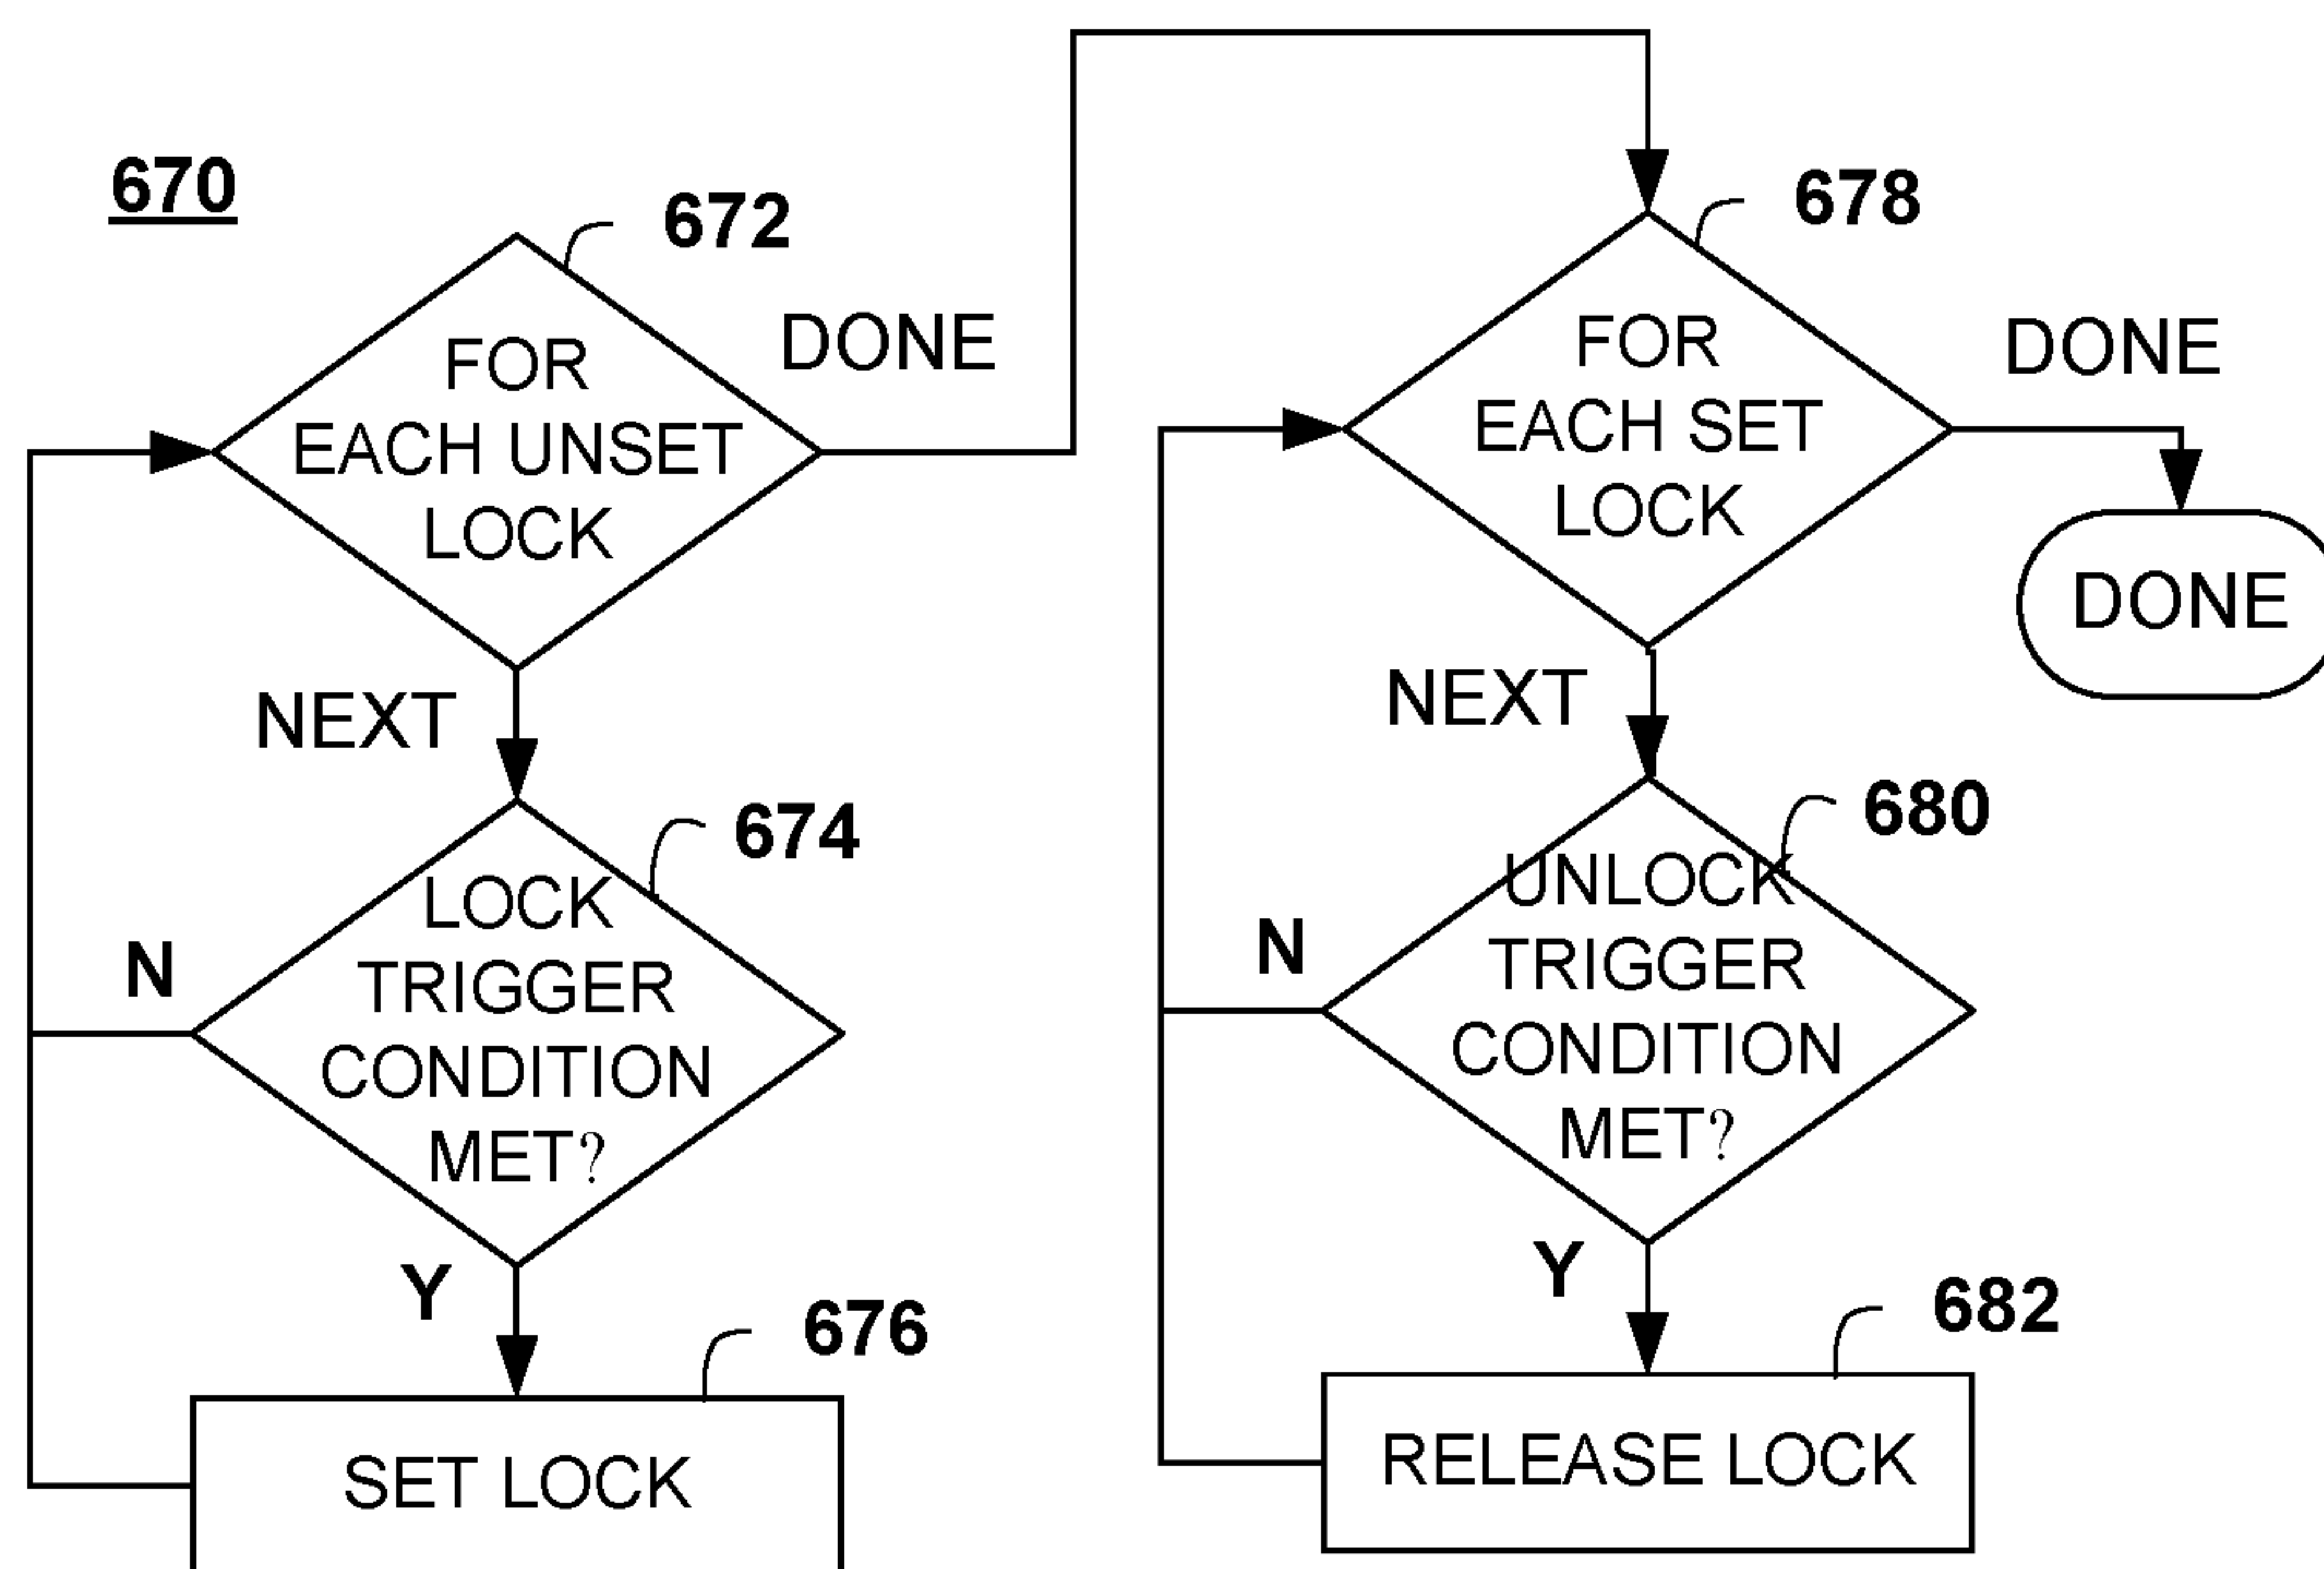 670
672
FOR
EACH UNSET
LOCK
DONE
NEXT
674
LOCK
TRIGGER
CONDITION
MET?
N
Y
676
SET LOCK
678
FOR
EACH SET
LOCK
DONE
DONE
NEXT
680
UNLOCK
TRIGGER
CONDITION
MET?
N
Y
682
RELEASE LOCK